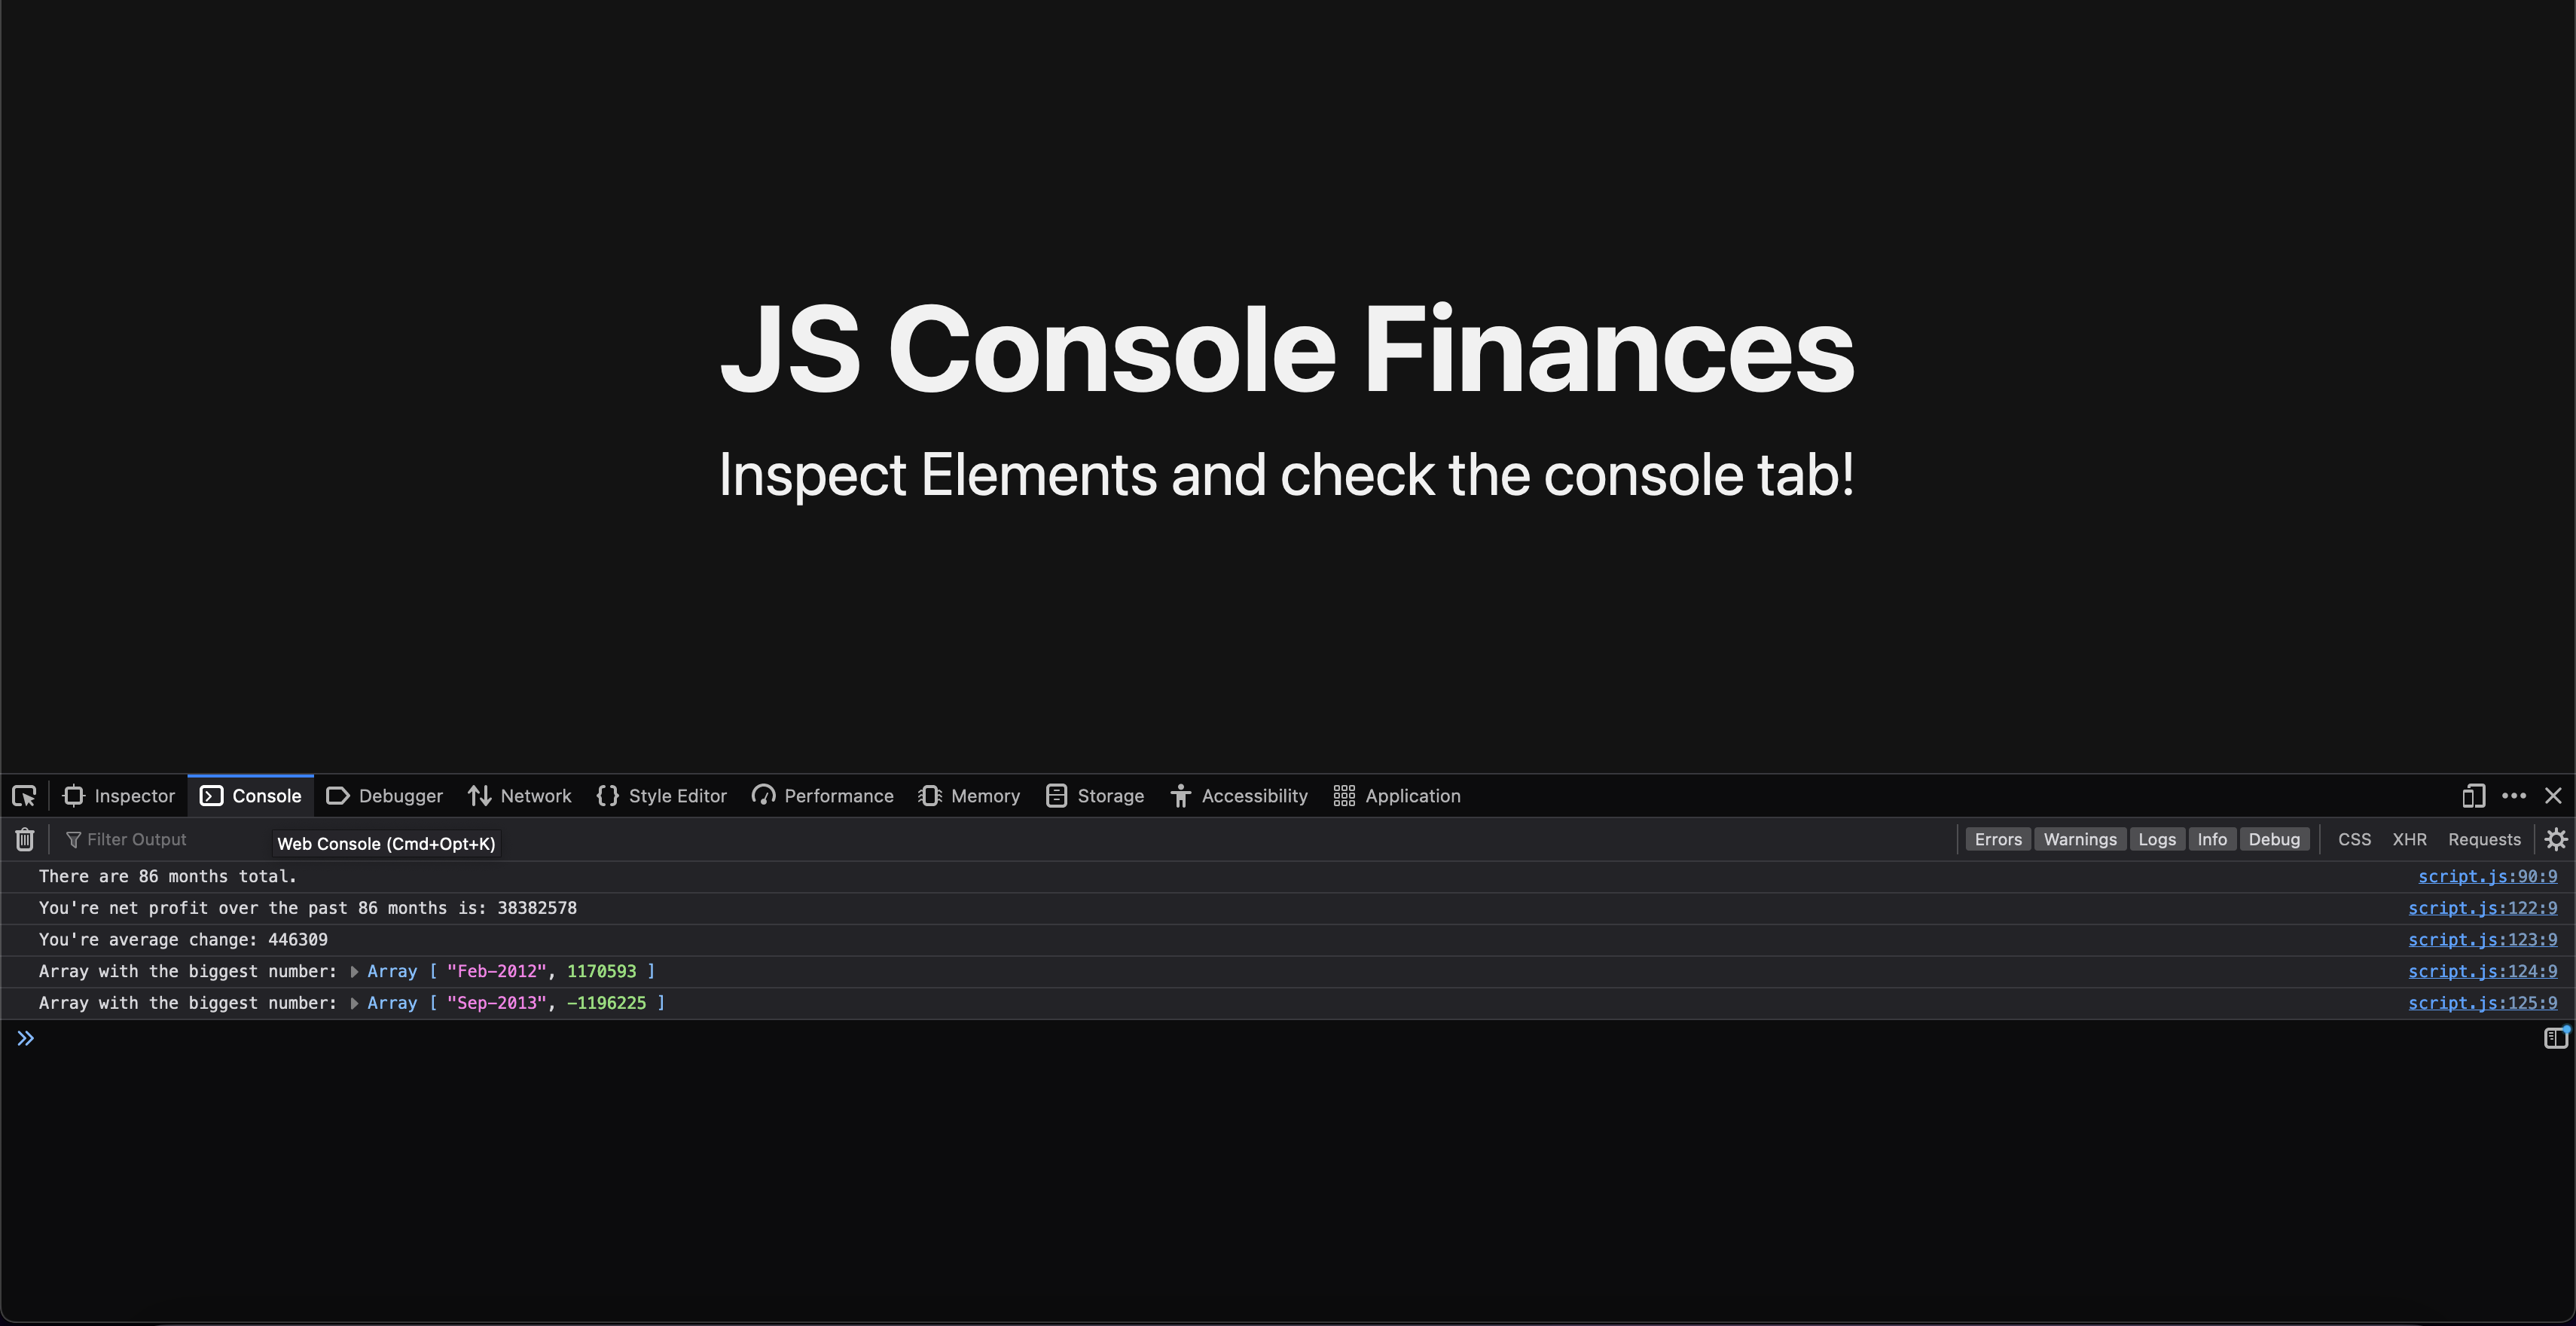 JS Console Finances
Inspect Elements and check the console tab!
Inspector Console Debugger Network Style Editor Performance Memory Storage Accessibility Application
Filter Output Web Console (Cmd+Opt+K) Errors Warnings Logs Info Debug CSS XHR Requests
There are 86 months total. script.js:90:9
You're net profit over the past 86 months is: 38382578 script.js:122:9
You're average change: 446309 script.js:123:9
Array with the biggest number: Array [ "Feb-2012", 1170593 ] script.js:124:9
Array with the biggest number: Array [ "Sep-2013", -1196225 ] script.js:125:9